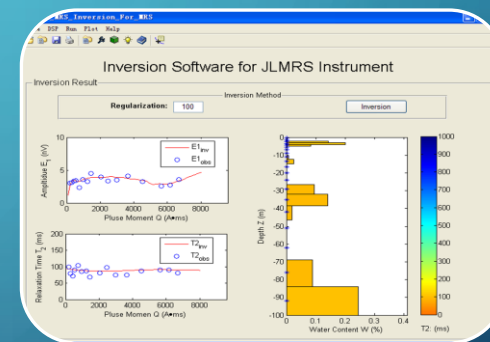 MRS_Inversion_For_MRS
DSP Run Plot Help
Inversion Software for JLMRS Instrument
Inversion Result
Inversion Method
Regularization: 100 Inversion
Amplitude E₁ (nV)
10
5
0
0 2000 4000 6000 8000
Pluse Moment Q (A•ms)
E1inv
E1obs
Relaxation Time T₂ (ms)
200
150
100
50
0
0 2000 4000 6000 8000
Pluse Momen Q (A•ms)
T2inv
T2obs
Depth Z (m)
0
-10
-20
-30
-40
-50
-60
-70
-80
-90
-100
0 0.1 0.2 0.3 0.4
Water Content W (%)
1000
900
800
700
600
500
400
300
200
100
0
T2: (ms)